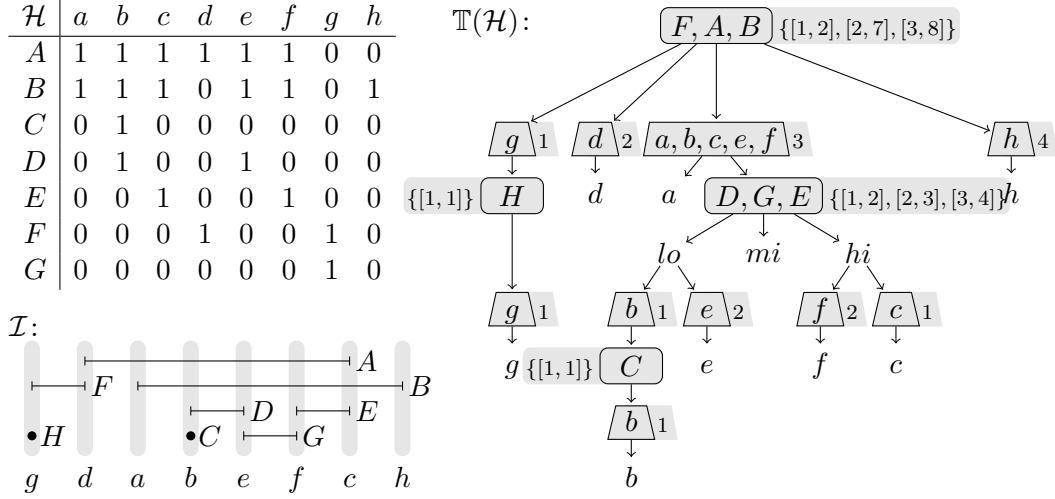 ℋ a b c d e f g h
A 1 1 1 1 1 1 0 0
B 1 1 1 0 1 1 0 1
C 0 1 0 0 0 0 0 0
D 0 1 0 0 1 0 0 0
E 0 0 1 0 0 1 0 0
F 0 0 0 1 0 0 1 0
G 0 0 0 0 0 0 1 0
ℐ:
A
F B
D E
H C G
g d a b e f c h
𝕋(ℋ):
F, A, B {[1, 2], [2, 7], [3, 8]}
g 1 d 2 a, b, c, e, f 3 h 4
{[1, 1]} H d a D, G, E {[1, 2], [2, 3], [3, 4]} h
lo mi hi
g 1 b 1 e 2 f 2 c 1
g {[1, 1]} C e f c
b 1
b